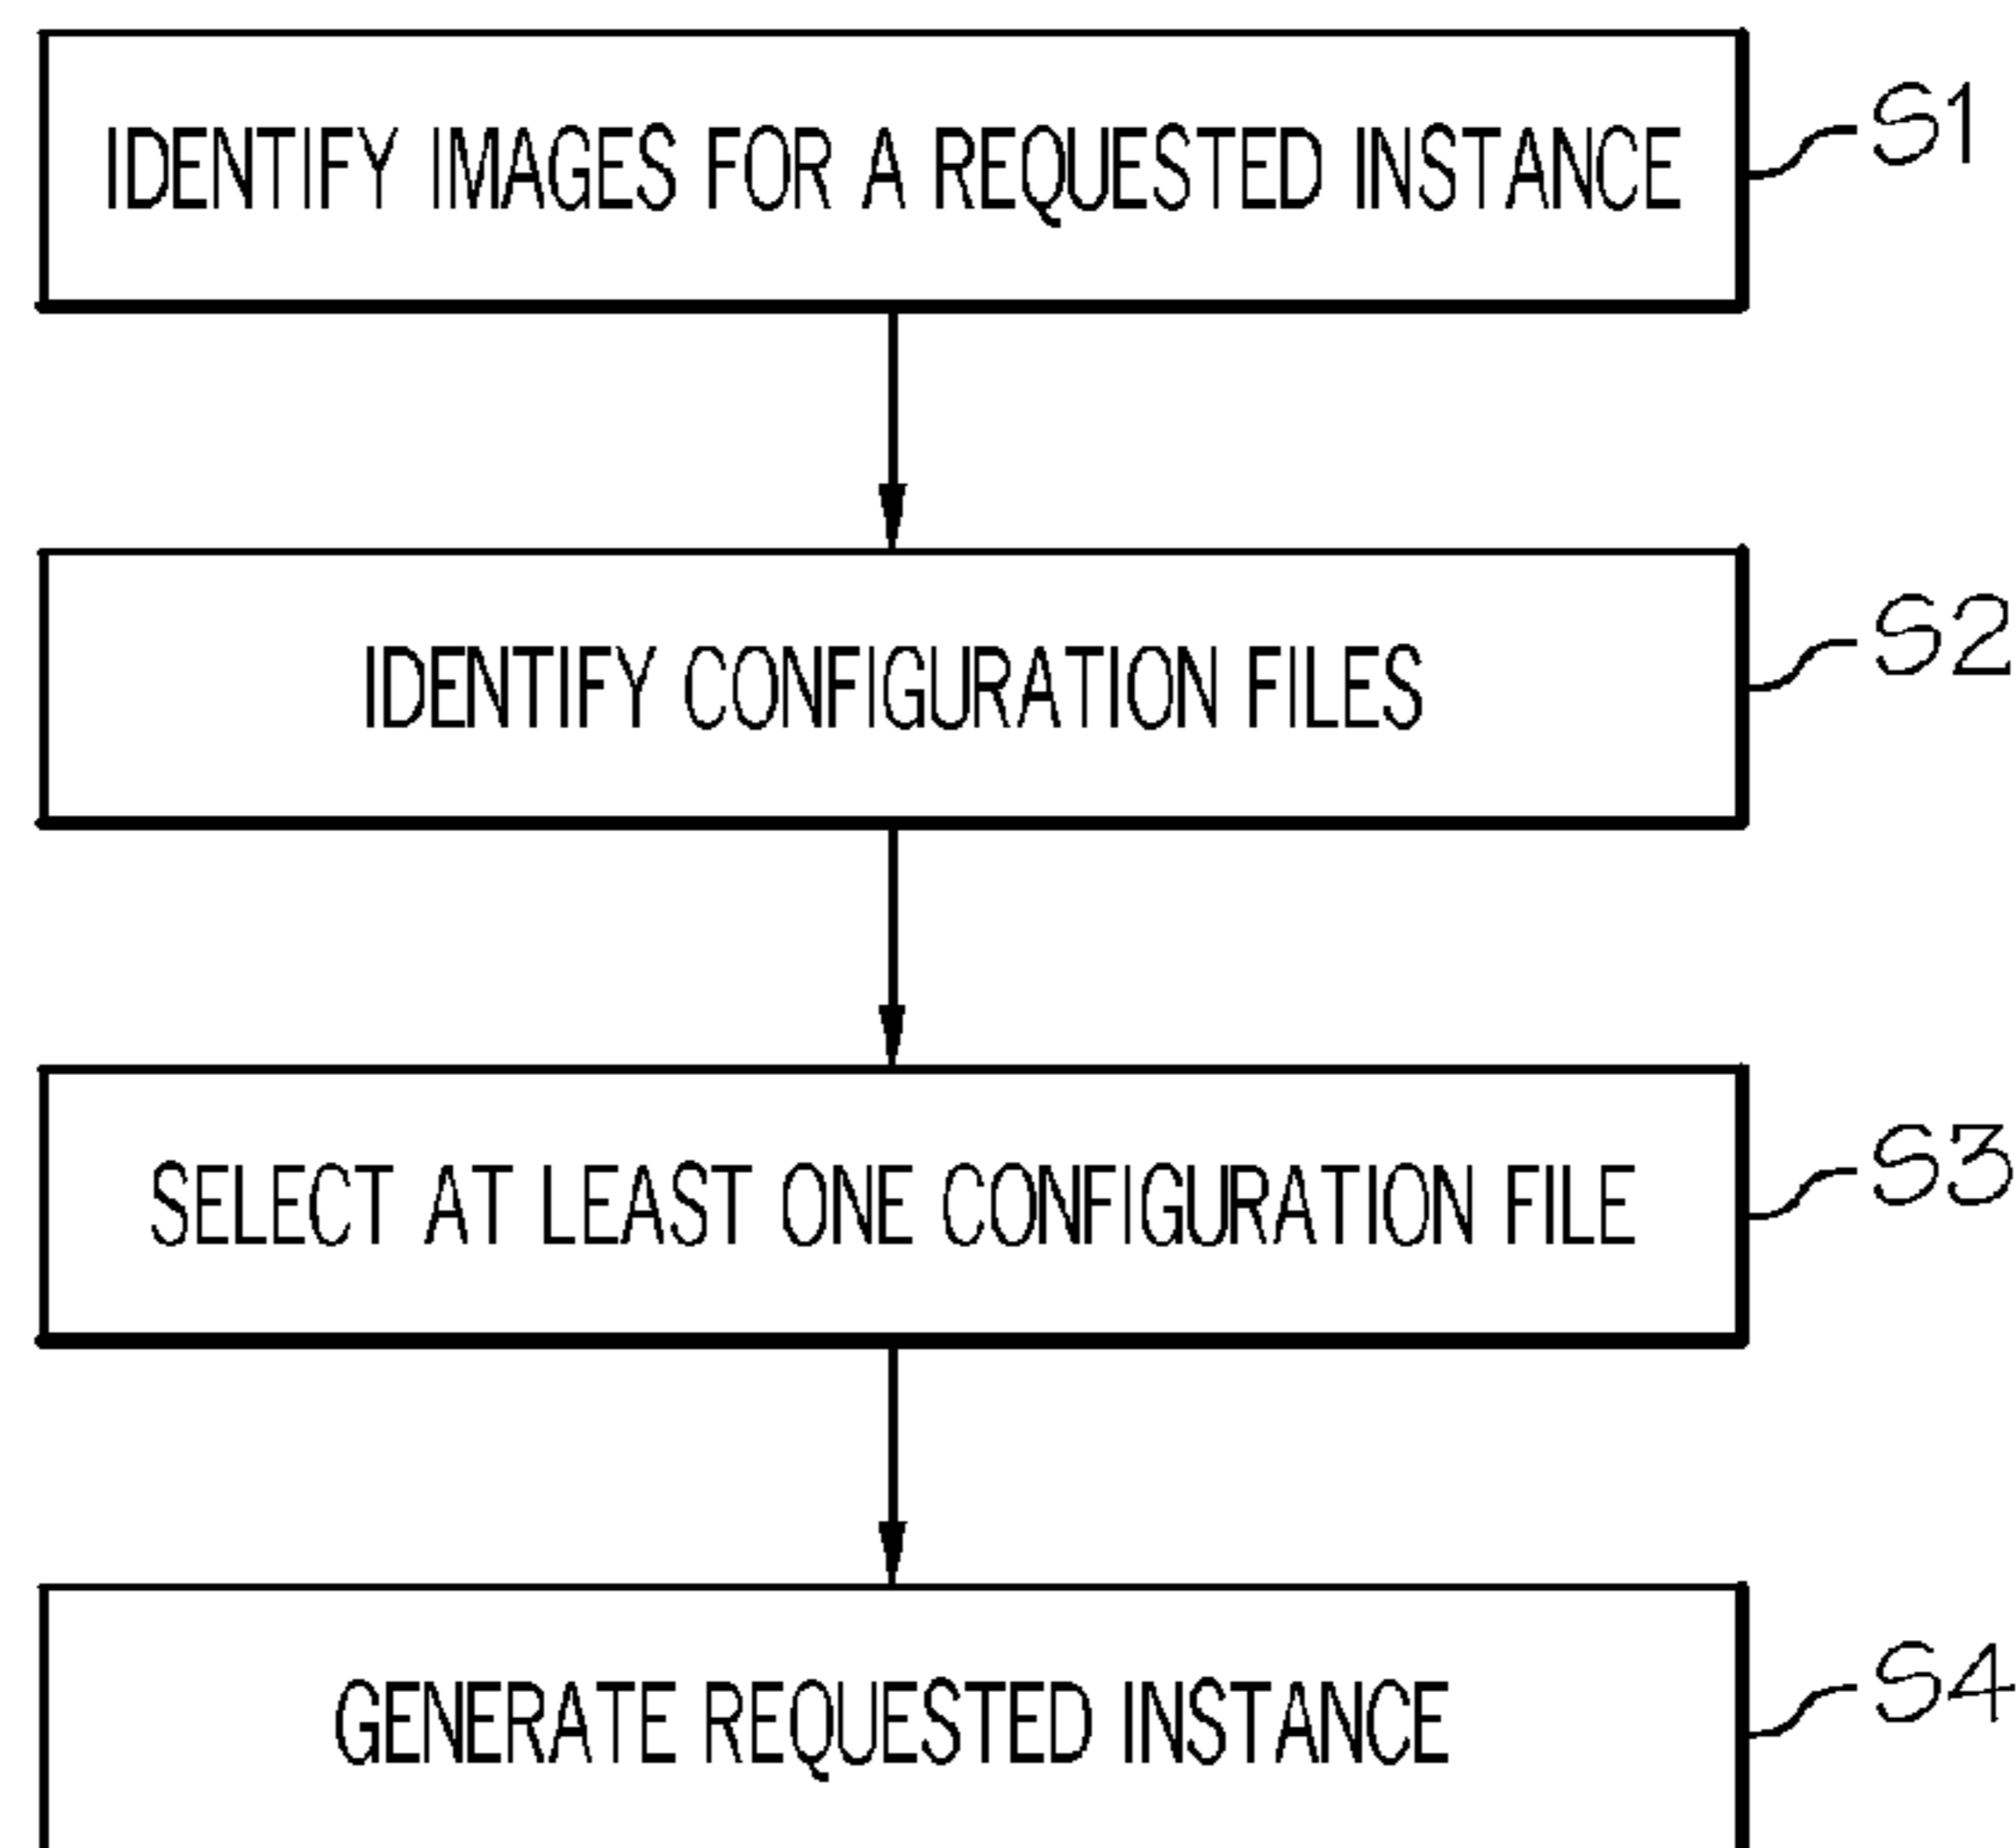 IDENTIFY IMAGES FOR A REQUESTED INSTANCE
S1
IDENTIFY CONFIGURATION FILES
S2
SELECT AT LEAST ONE CONFIGURATION FILE
S3
GENERATE REQUESTED INSTANCE
S4